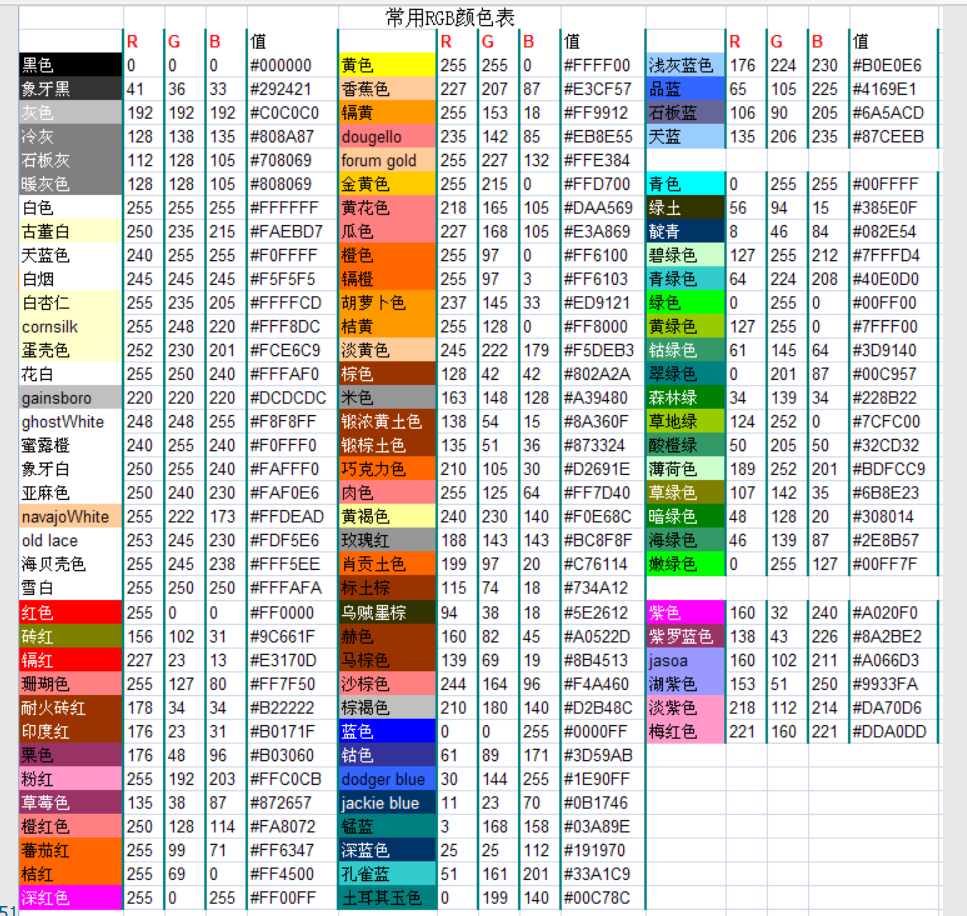 常用RGB颜色表
R G B 值 R G B 值 R G B 值
黑色 0 0 0 #000000 黄色 255 255 0 #FFFF00 浅灰蓝色 176 224 230 #B0E0E6
象牙黑 41 36 33 #292421 香蕉色 227 207 87 #E3CF57 品蓝 65 105 225 #4169E1
灰色 192 192 192 #C0C0C0 镉黄 255 153 18 #FF9912 石板蓝 106 90 205 #6A5ACD
冷灰 128 138 135 #808A87 dougello 235 142 85 #EB8E55 天蓝 135 206 235 #87CEEB
石板灰 112 128 105 #708069 forum gold 255 227 132 #FFE384
暖灰色 128 128 105 #808069 金黄色 255 215 0 #FFD700 青色 0 255 255 #00FFFF
白色 255 255 255 #FFFFFF 黄花色 218 165 105 #DAA569 绿土 56 94 15 #385E0F
古董白 250 235 215 #FAEBD7 瓜色 227 168 105 #E3A869 靛青 8 46 84 #082E54
天蓝色 240 255 255 #F0FFFF 橙色 255 97 0 #FF6100 碧绿色 127 255 212 #7FFFD4
白烟 245 245 245 #F5F5F5 镉橙 255 97 3 #FF6103 青绿色 64 224 208 #40E0D0
白杏仁 255 235 205 #FFFFCD 胡萝卜色 237 145 33 #ED9121 绿色 0 255 0 #00FF00
cornsilk 255 248 220 #FFF8DC 桔黄 255 128 0 #FF8000 黄绿色 127 255 0 #7FFF00
蛋壳色 252 230 201 #FCE6C9 淡黄色 245 222 179 #F5DEB3 钴绿色 61 145 64 #3D9140
花白 255 250 240 #FFFAF0 棕色 128 42 42 #802A2A 翠绿色 0 201 87 #00C957
gainsboro 220 220 220 #DCDCDC 米色 163 148 128 #A39480 森林绿 34 139 34 #228B22
ghostWhite 248 248 255 #F8F8FF 锻浓黄土色 138 54 15 #8A360F 草地绿 124 252 0 #7CFC00
蜜露橙 240 255 240 #F0FFF0 锻棕土色 135 51 36 #873324 酸橙绿 50 205 50 #32CD32
象牙白 250 255 240 #FAFFF0 巧克力色 210 105 30 #D2691E 薄荷色 189 252 201 #BDFCC9
亚麻色 250 240 230 #FAF0E6 肉色 255 125 64 #FF7D40 草绿色 107 142 35 #6B8E23
navajoWhite 255 222 173 #FFDEAD 黄褐色 240 230 140 #F0E68C 暗绿色 48 128 20 #308014
old lace 253 245 230 #FDF5E6 玫瑰红 188 143 143 #BC8F8F 海绿色 46 139 87 #2E8B57
海贝壳色 255 245 238 #FFF5EE 肖贡土色 199 97 20 #C76114 嫩绿色 0 255 127 #00FF7F
雪白 255 250 250 #FFFAFA 标土棕 115 74 18 #734A12
红色 255 0 0 #FF0000 乌贼墨棕 94 38 18 #5E2612 紫色 160 32 240 #A020F0
砖红 156 102 31 #9C661F 赫色 160 82 45 #A0522D 紫罗蓝色 138 43 226 #8A2BE2
镉红 227 23 13 #E3170D 马棕色 139 69 19 #8B4513 jasoa 160 102 211 #A066D3
珊瑚色 255 127 80 #FF7F50 沙棕色 244 164 96 #F4A460 湖紫色 153 51 250 #9933FA
耐火砖红 178 34 34 #B22222 棕褐色 210 180 140 #D2B48C 淡紫色 218 112 214 #DA70D6
印度红 176 23 31 #B0171F 蓝色 0 0 255 #0000FF 梅红色 221 160 221 #DDA0DD
栗色 176 48 96 #B03060 钴色 61 89 171 #3D59AB
粉红 255 192 203 #FFC0CB dodger blue 30 144 255 #1E90FF
草莓色 135 38 87 #872657 jackie blue 11 23 70 #0B1746
橙红色 250 128 114 #FA8072 锰蓝 3 168 158 #03A89E
蕃茄红 255 99 71 #FF6347 深蓝色 25 25 112 #191970
桔红 255 69 0 #FF4500 孔雀蓝 51 161 201 #33A1C9
深红色 255 0 255 #FF00FF 土耳其玉色 0 199 140 #00C78C
51